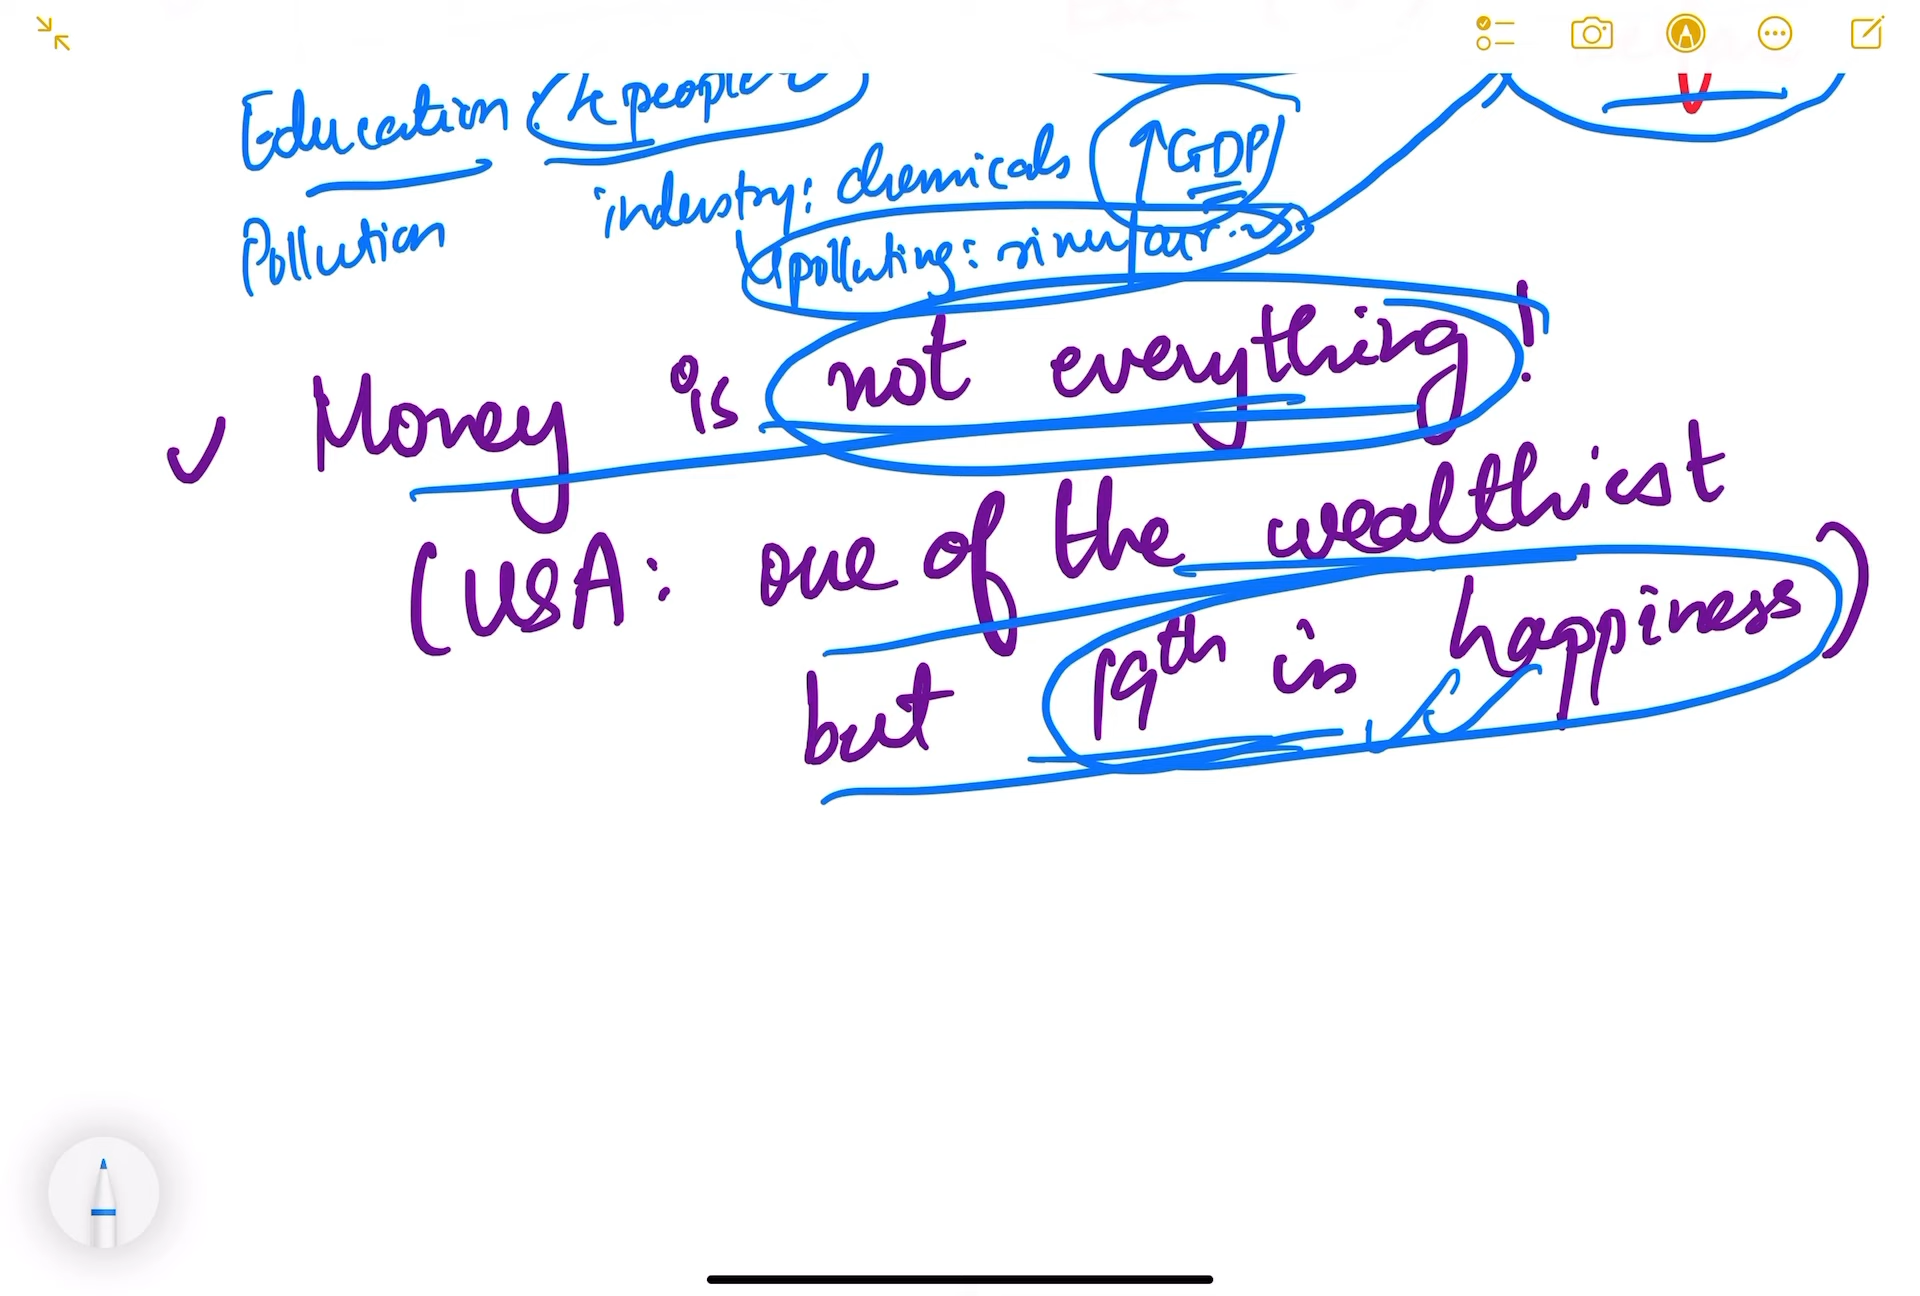 Education (& people
industry: chemicals ↑GDP
Pollution
polluting: river/air
✓ Money is not everything!
(USA: one of the wealthiest
but 19th in happiness)